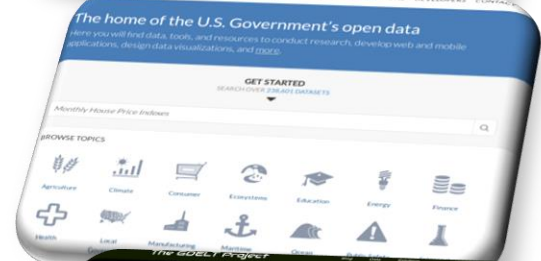 CONTACT
The home of the U.S. Government's open data
Here you will find data, tools, and resources to conduct research, develop web and mobile
applications, design data visualizations, and more.
GET STARTED
SEARCH OVER DATASETS
Monthly House Price Indexes
BROWSE TOPICS
Agriculture Climate Consumer Ecosystems Education Energy Finance
Health Local Manufacturing Maritime Ocean
The GDELT Project